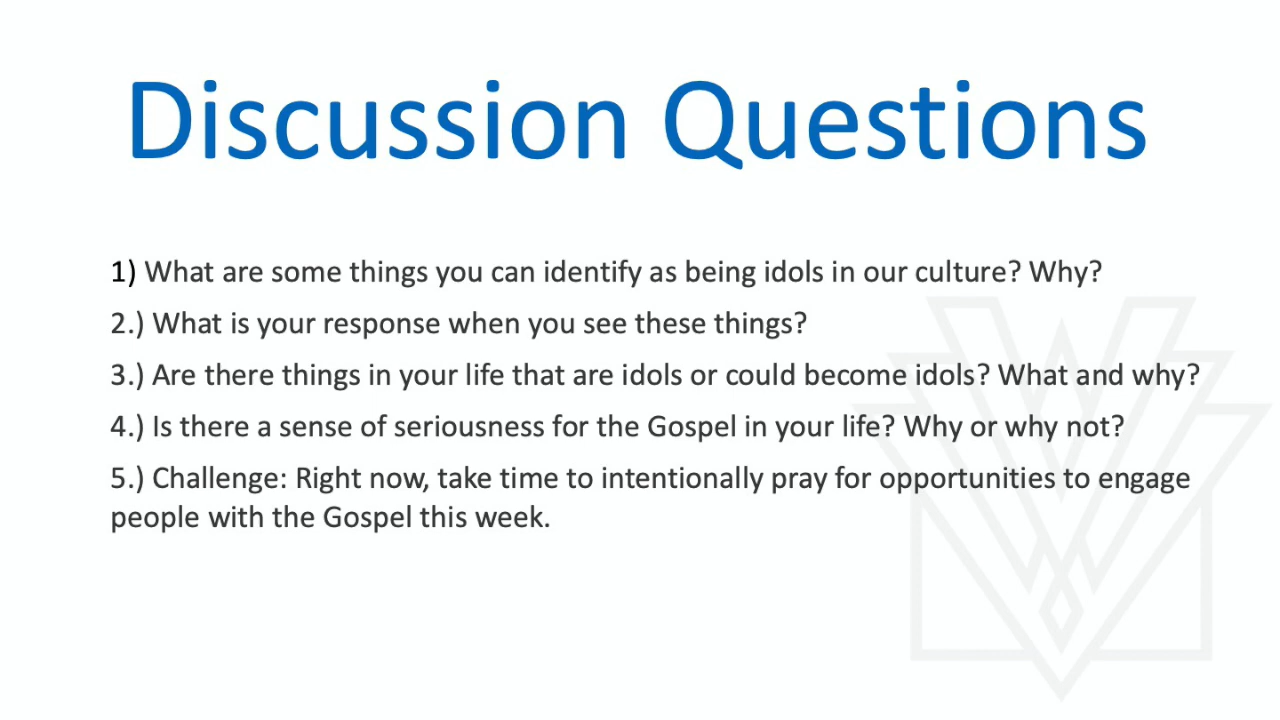 Discussion Questions
1) What are some things you can identify as being idols in our culture? Why?
2.) What is your response when you see these things?
3.) Are there things in your life that are idols or could become idols? What and why?
4.) Is there a sense of seriousness for the Gospel in your life? Why or why not?
5.) Challenge: Right now, take time to intentionally pray for opportunities to engage
people with the Gospel this week.